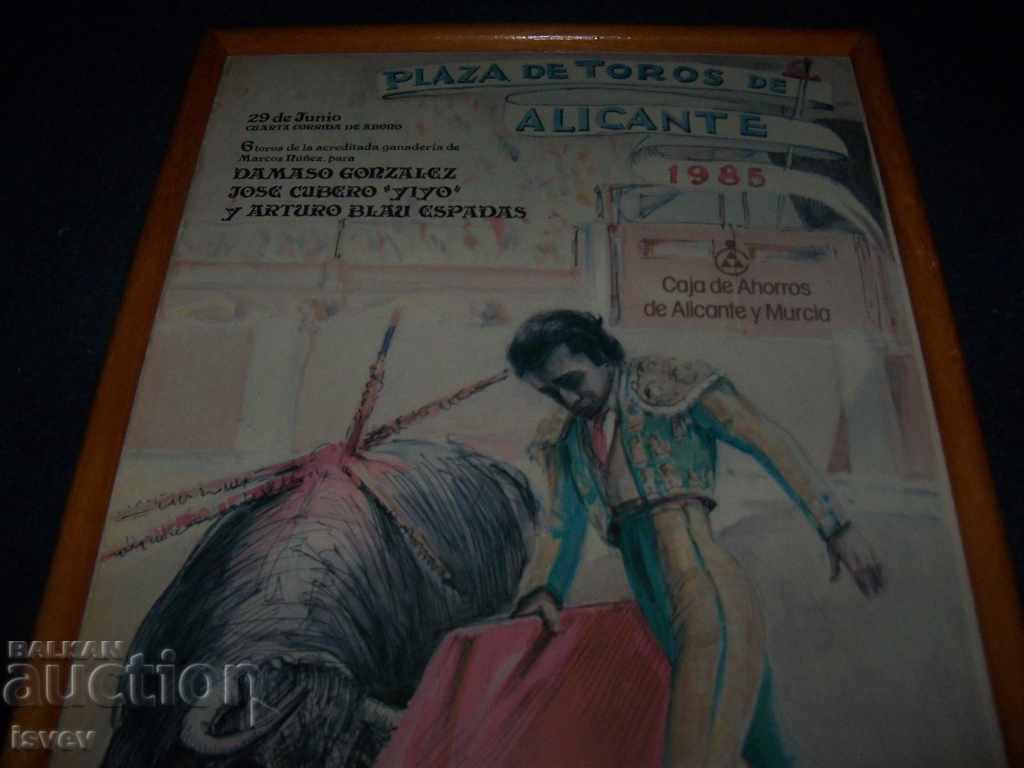 PLAZA DE TOROS DE
ALICANTE
1985
29 de Junio
CUARTA CORRIDA DE ABONO
6 toros de la acreditada ganadería de
Marcos Núñez, para
DAMASO GONZALEZ
JOSE CUBERO "YIYO"
y ARTURO BLAU ESPADAS
Caja de Ahorros
de Alicante y Murcia
BALKAN
auction
isvev